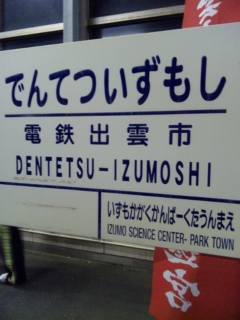 でんてついずもし
電鉄出雲市
DENTETSU-IZUMOSHI
いずもかがくかんぱーくたうんまえ
IZUMO SCIENCE CENTER- PARK TOWN